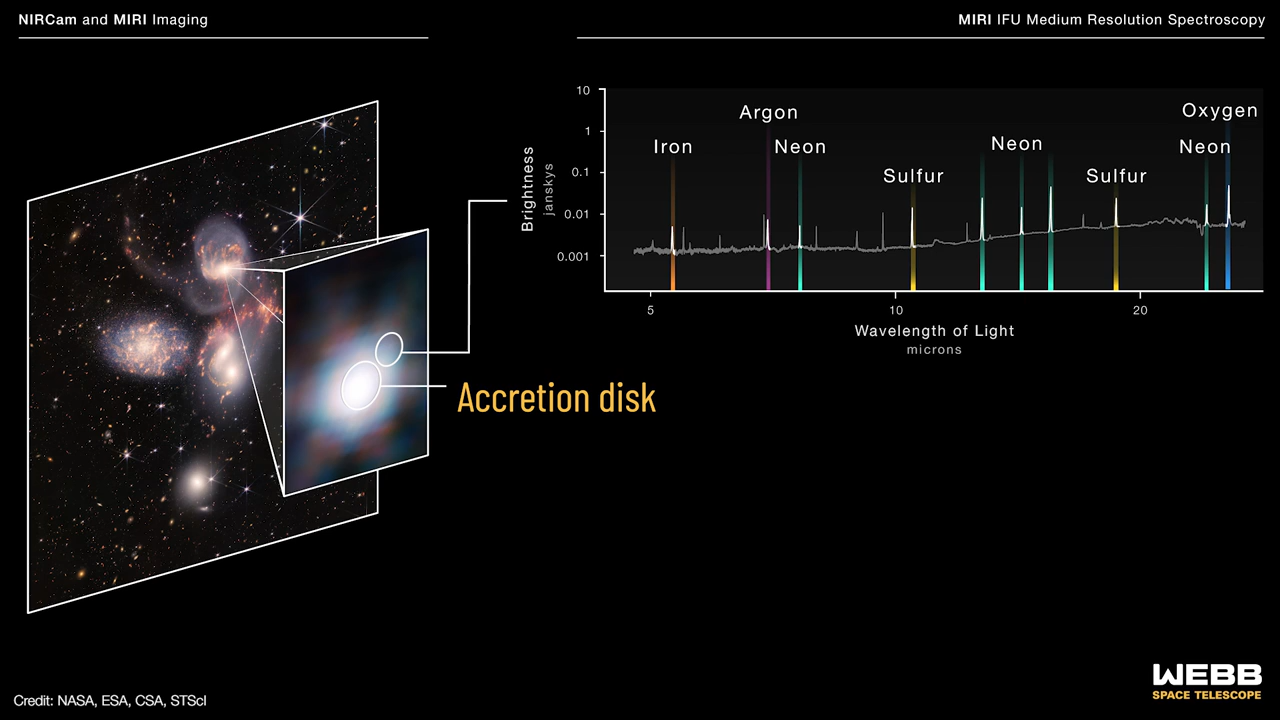 NIRCam and MIRI Imaging
MIRI IFU Medium Resolution Spectroscopy
10
1
0.1
0.01
0.001
Brightness
janskys
Argon
Oxygen
Iron
Neon
Neon
Neon
Sulfur
Sulfur
5
10
20
Wavelength of Light
microns
Accretion disk
WEBB
SPACE TELESCOPE
Credit: NASA, ESA, CSA, STScI